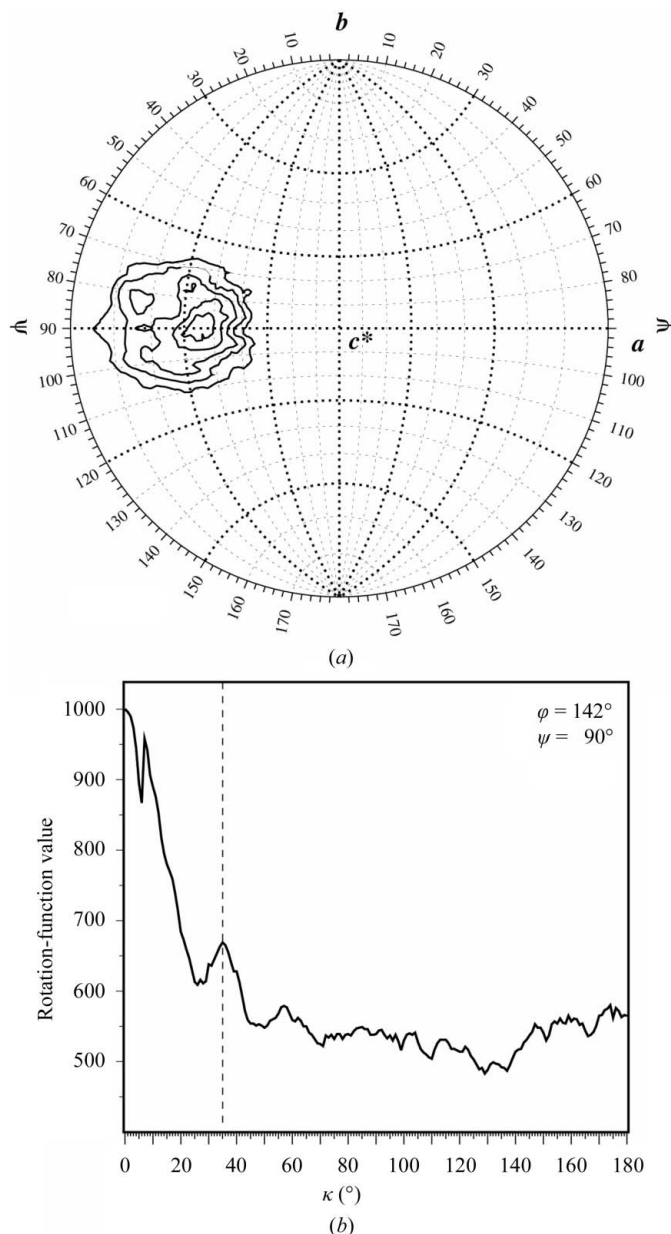 b
10 10
20 20
30 30
40 40
50 50
60 60
70 70
80 80
ψ 90 c* a ψ
100 100
110 110
120 120
130 130
140 140
150 150
160 160
170 170
(a)
1000
900
800
700
600
500
Rotation-function value
φ = 142°
ψ = 90°
0 20 40 60 80 100 120 140 160 180
κ (°)
(b)